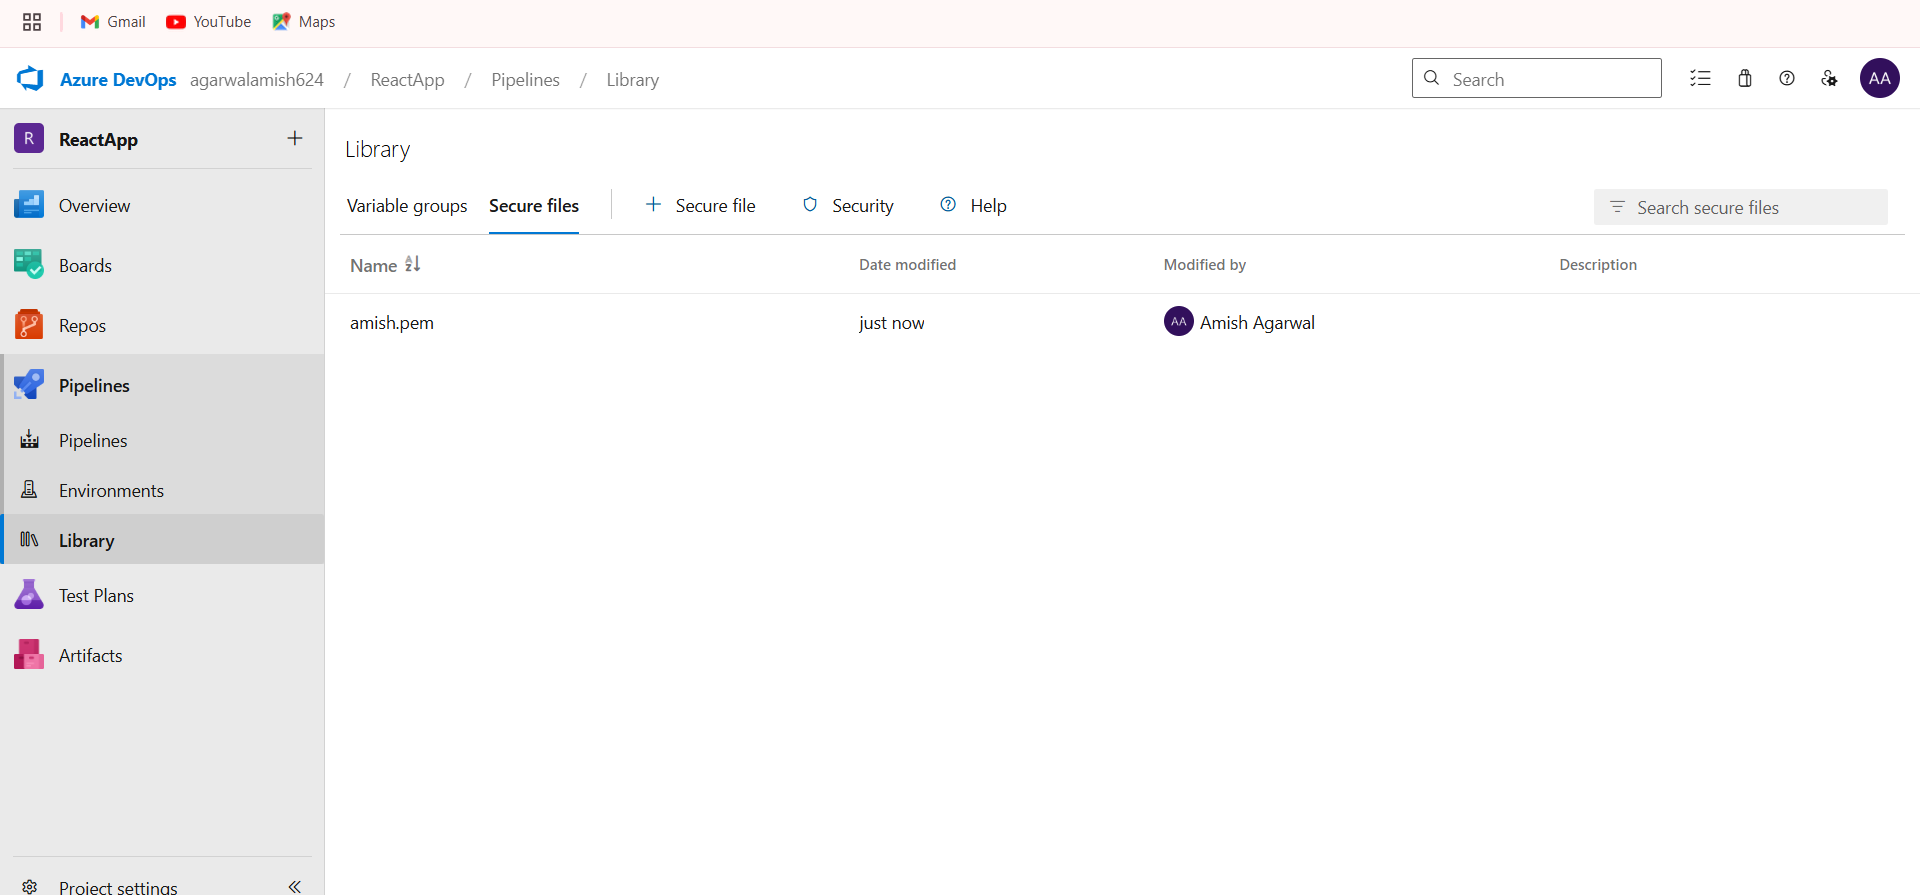 Gmail YouTube Maps
Azure DevOps agarwalamish624 / ReactApp / Pipelines / Library Search AA
R ReactApp
Overview
Boards
Repos
Pipelines
Pipelines
Environments
Library
Test Plans
Artifacts
Project settings
Library
Variable groups Secure files Secure file Security Help Search secure files
Name Date modified Modified by Description
amish.pem just now AA Amish Agarwal